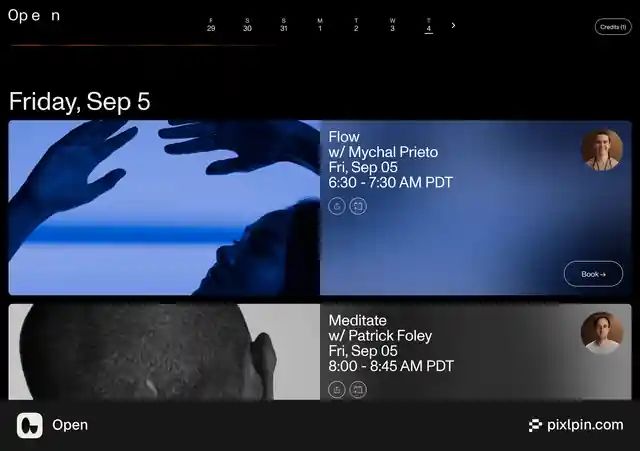 Open
F S S M T W T
29 30 31 1 2 3 4
Credits (1)
Friday, Sep 5
Flow
w/ Mychal Prieto
Fri, Sep 05
6:30 - 7:30 AM PDT
Book →
Meditate
w/ Patrick Foley
Fri, Sep 05
8:00 - 8:45 AM PDT
Open
pixlpin.com